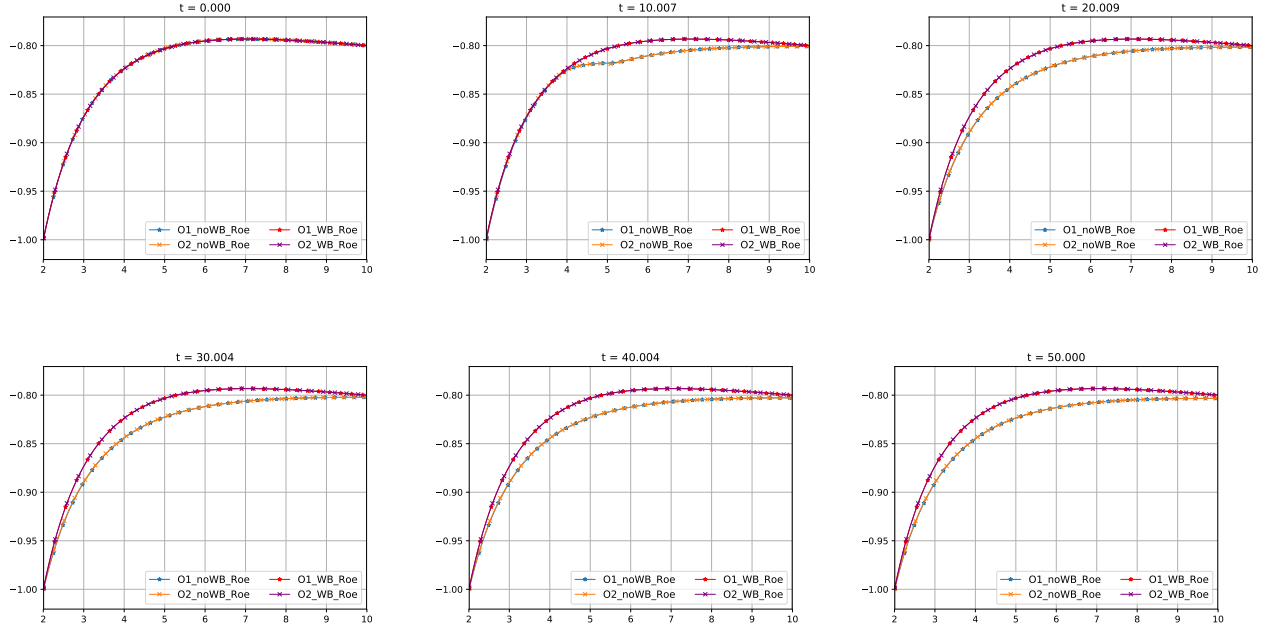 t = 0.000
−0.80
−0.85
−0.90
−0.95
−1.00
O1_noWB_Roe O1_WB_Roe
O2_noWB_Roe O2_WB_Roe
2 3 4 5 6 7 8 9 10
t = 10.007
−0.80
−0.85
−0.90
−0.95
−1.00
O1_noWB_Roe O1_WB_Roe
O2_noWB_Roe O2_WB_Roe
2 3 4 5 6 7 8 9 10
t = 20.009
−0.80
−0.85
−0.90
−0.95
−1.00
O1_noWB_Roe O1_WB_Roe
O2_noWB_Roe O2_WB_Roe
2 3 4 5 6 7 8 9 10
t = 30.004
−0.80
−0.85
−0.90
−0.95
−1.00
O1_noWB_Roe O1_WB_Roe
O2_noWB_Roe O2_WB_Roe
2 3 4 5 6 7 8 9 10
t = 40.004
−0.80
−0.85
−0.90
−0.95
−1.00
O1_noWB_Roe O1_WB_Roe
O2_noWB_Roe O2_WB_Roe
2 3 4 5 6 7 8 9 10
t = 50.000
−0.80
−0.85
−0.90
−0.95
−1.00
O1_noWB_Roe O1_WB_Roe
O2_noWB_Roe O2_WB_Roe
2 3 4 5 6 7 8 9 10